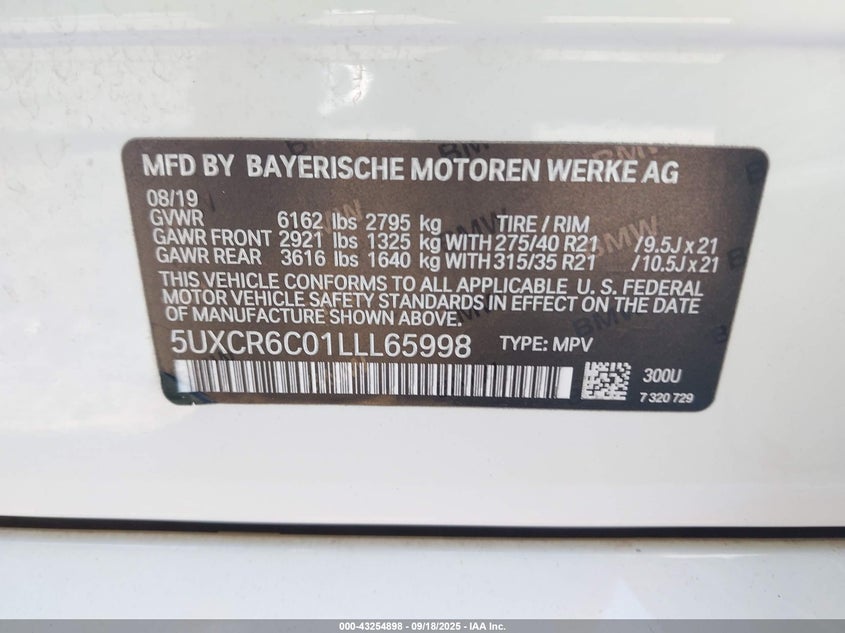 MFD BY BAYERISCHE MOTOREN WERKE AG
08/19
GVWR 6162 lbs 2795 kg TIRE / RIM
GAWR FRONT 2921 lbs 1325 kg WITH 275/40 R21 /9.5J x 21
GAWR REAR 3616 lbs 1640 kg WITH 315/35 R21 /10.5J x 21
THIS VEHICLE CONFORMS TO ALL APPLICABLE U. S. FEDERAL
MOTOR VEHICLE SAFETY STANDARDS IN EFFECT ON THE DATE
OF MANUFACTURE SHOWN ABOVE.
5UXCR6C01LLL65998 TYPE: MPV
300U
7 320 729
000-43254898 - 09/18/2025 - IAA Inc.